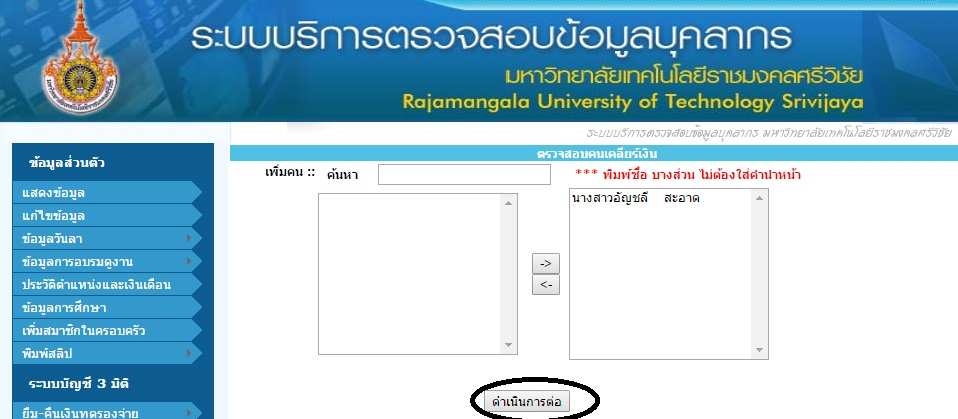 ระบบบริการตรวจสอบข้อมูลบุคลากร
มหาวิทยาลัยเทคโนโลยีราชมงคลศรีวิชัย
Rajamangala University of Technology Srivijaya
ระบบบริการตรวจสอบข้อมูลบุคลากร มหาวิทยาลัยเทคโนโลยีราชมงคลศรีวิชัย
ข้อมูลส่วนตัว
แสดงข้อมูล
แก้ไขข้อมูล
ข้อมูลวันลา
ข้อมูลการอบรมดูงาน
ประวัติตำแหน่งและเงินเดือน
ข้อมูลการศึกษา
เพิ่มสมาชิกในครอบครัว
พิมพ์สลิป
ระบบบัญชี 3 มิติ
ยืม-คืนเงินทดรองจ่าย
ตรวจสอบคนเคลียร์เงิน
เพิ่มคน :: ค้นหา *** พิมพ์ชื่อ บางส่วน ไม่ต้องใส่คำนำหน้า
นางสาวอัญชลี สะอาด
->
<-
ดำเนินการต่อ